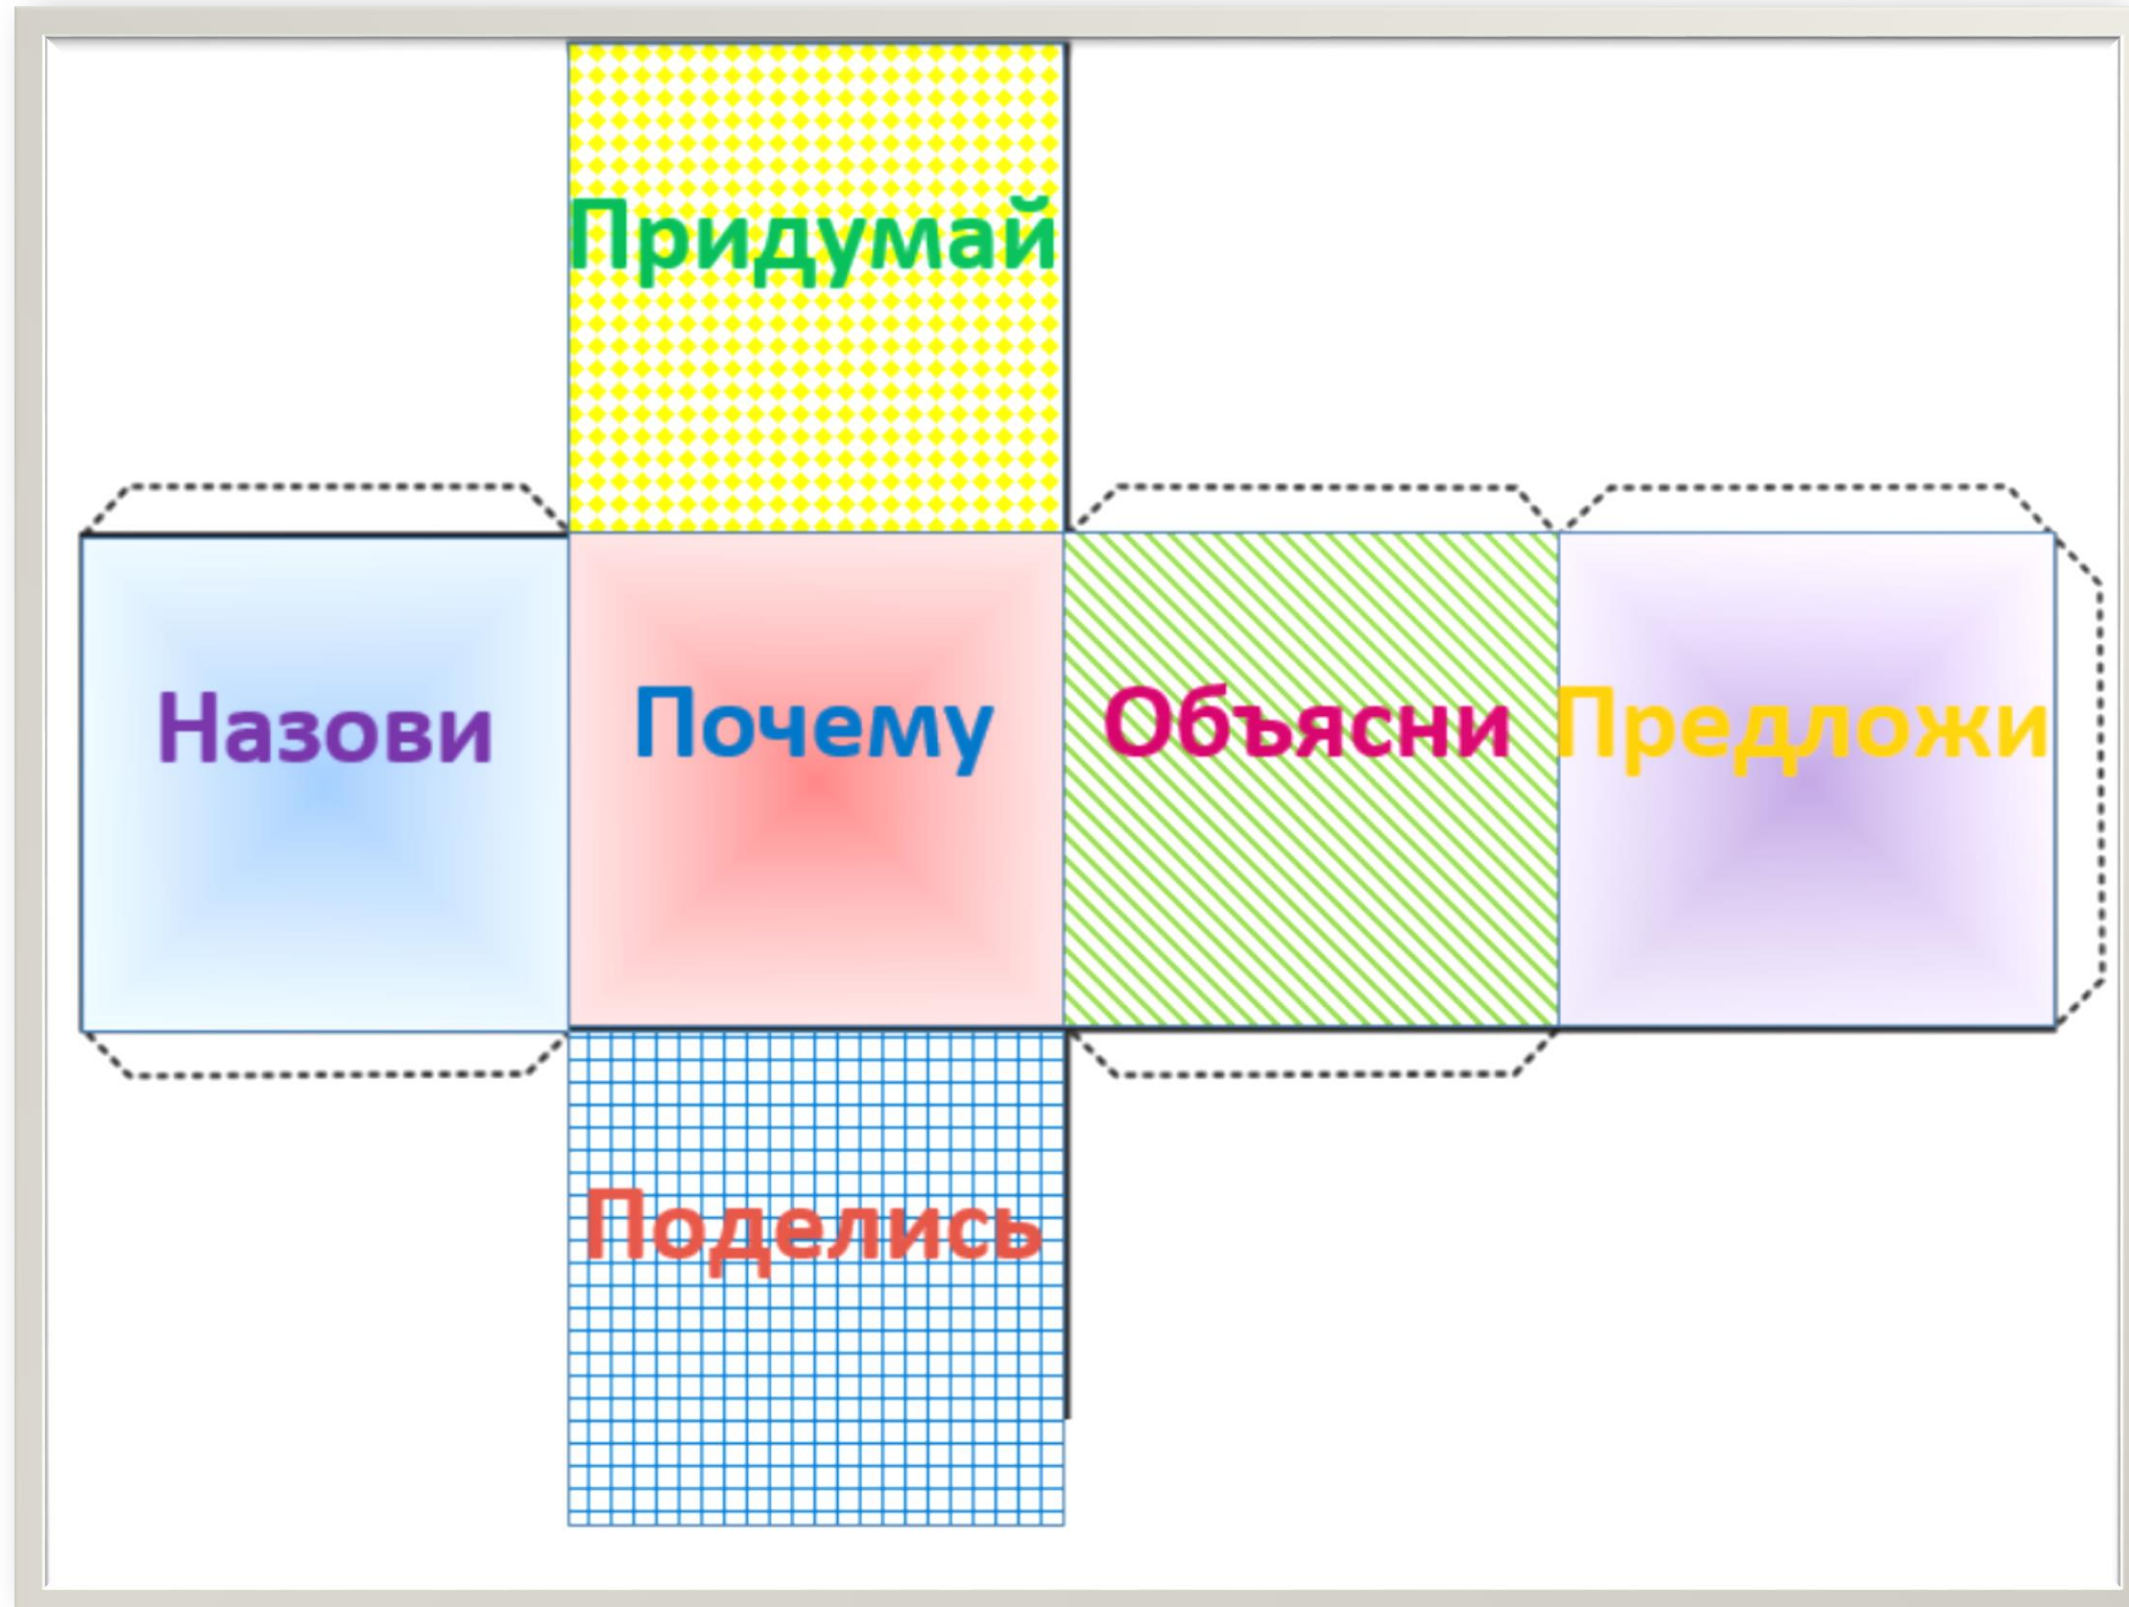 Придумай
Назови
Почему
Объясни
Предложи
Поделись